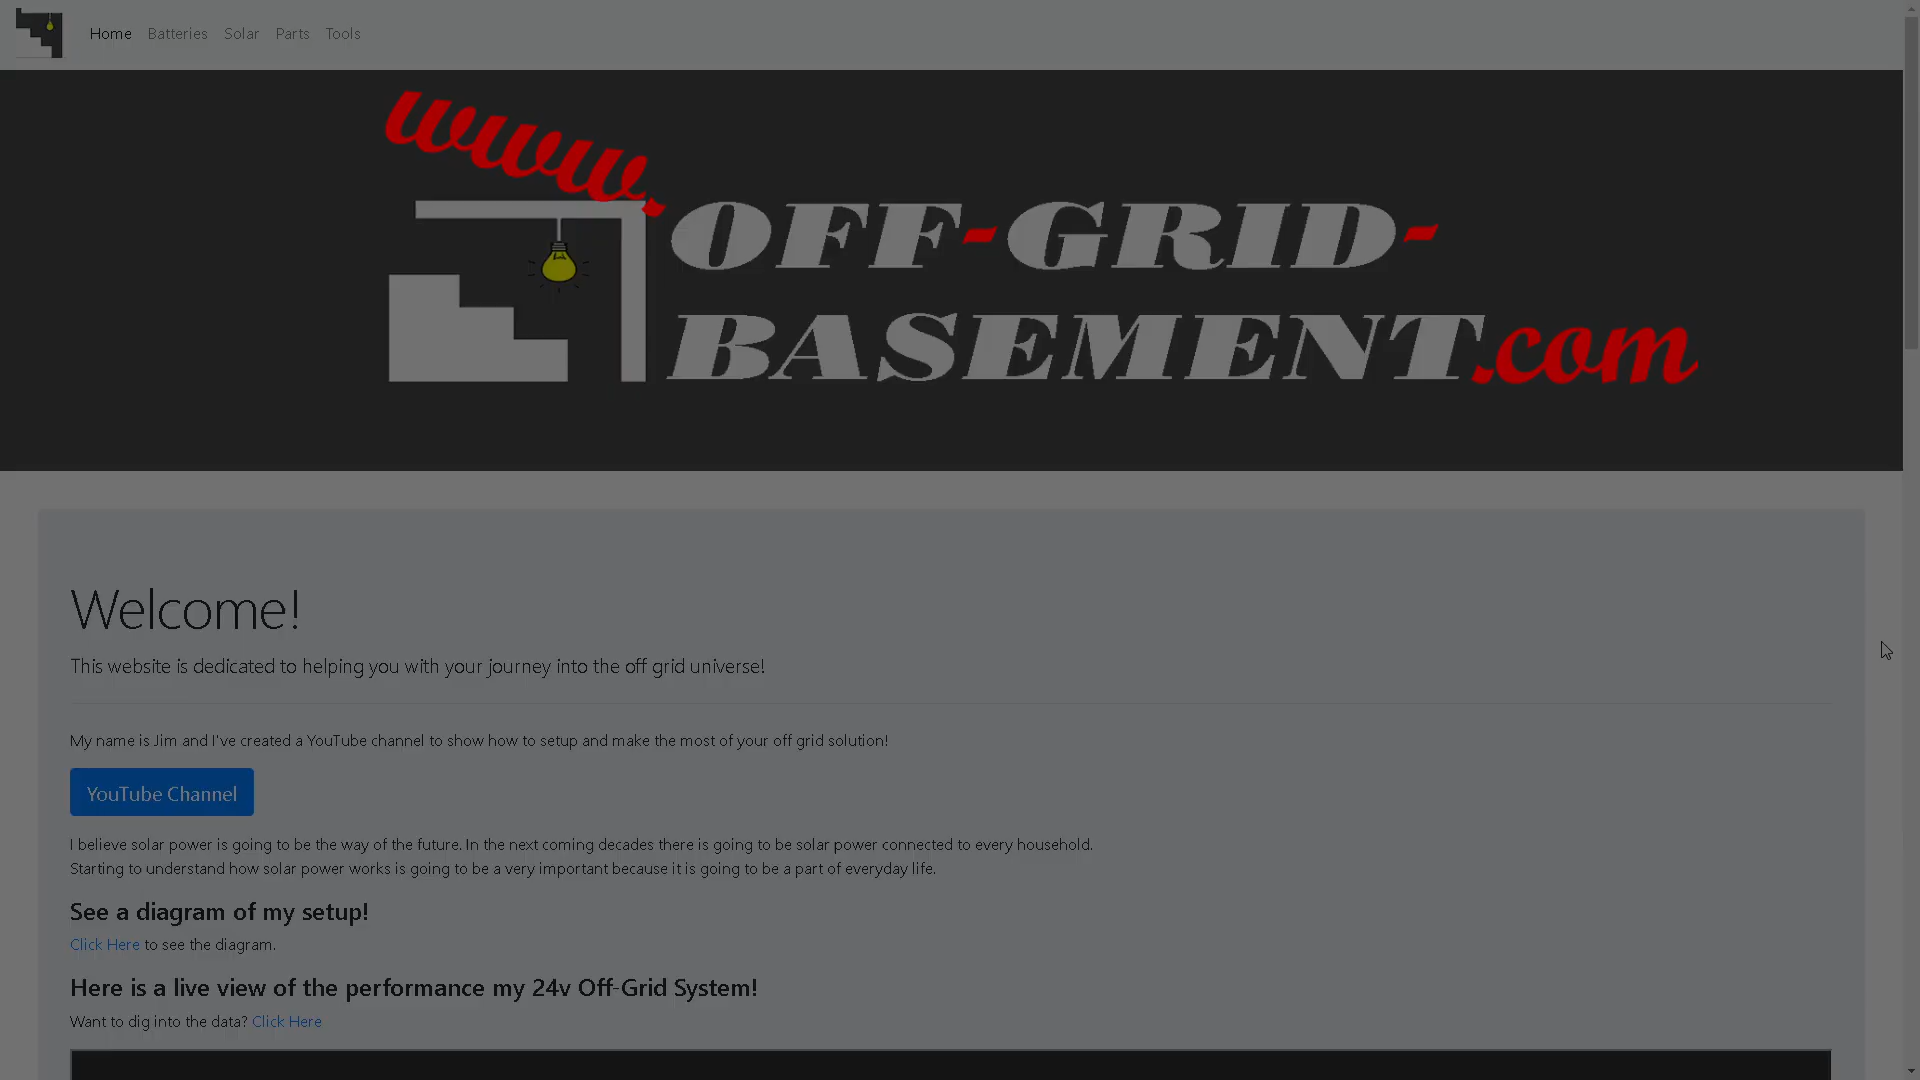 Home Batteries Solar Parts Tools
www.
OFF-GRID-
BASEMENT.com
Welcome!
This website is dedicated to helping you with your journey into the off grid universe!
My name is Jim and I've created a YouTube channel to show how to setup and make the most of your off grid solution!
YouTube Channel
I believe solar power is going to be the way of the future. In the next coming decades there is going to be solar power connected to every household.
Starting to understand how solar power works is going to be a very important because it is going to be a part of everyday life.
See a diagram of my setup!
Click Here to see the diagram.
Here is a live view of the performance my 24v Off-Grid System!
Want to dig into the data? Click Here